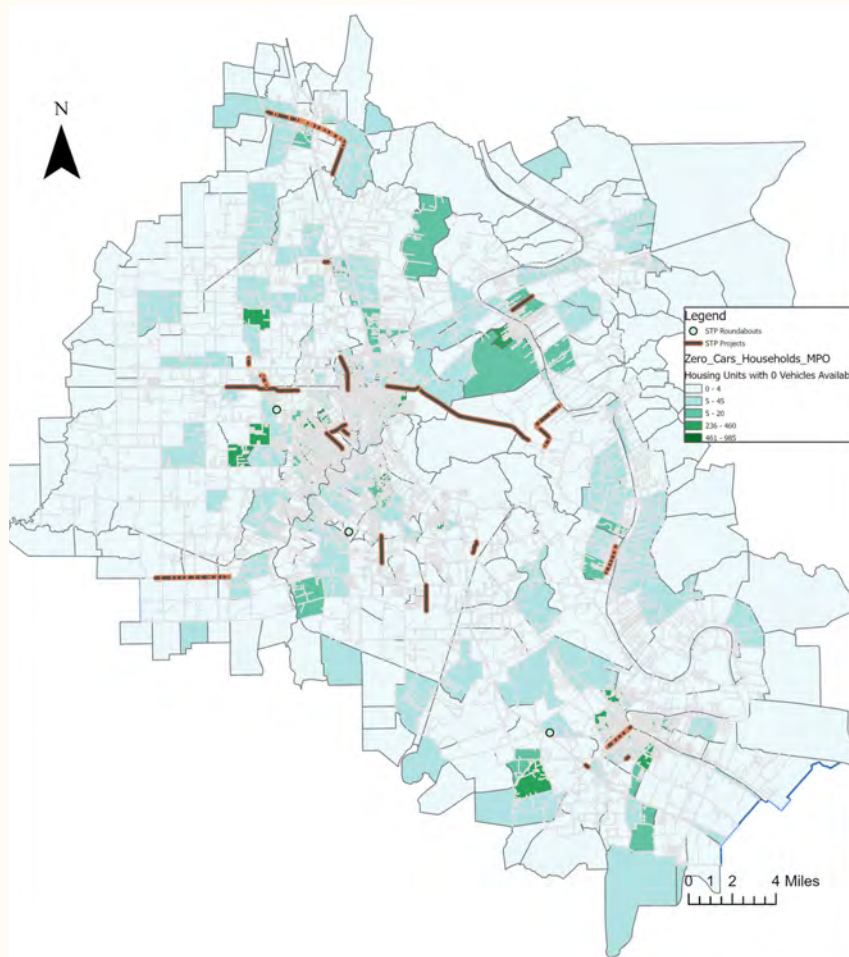 N
Legend
STP Roundabouts
STP Projects
Zero_Cars_Households_MPO
Housing Units with 0 Vehicles Availab
0 - 4
5 - 45
5 - 20
236 - 460
461 - 985
0 1 2 4 Miles